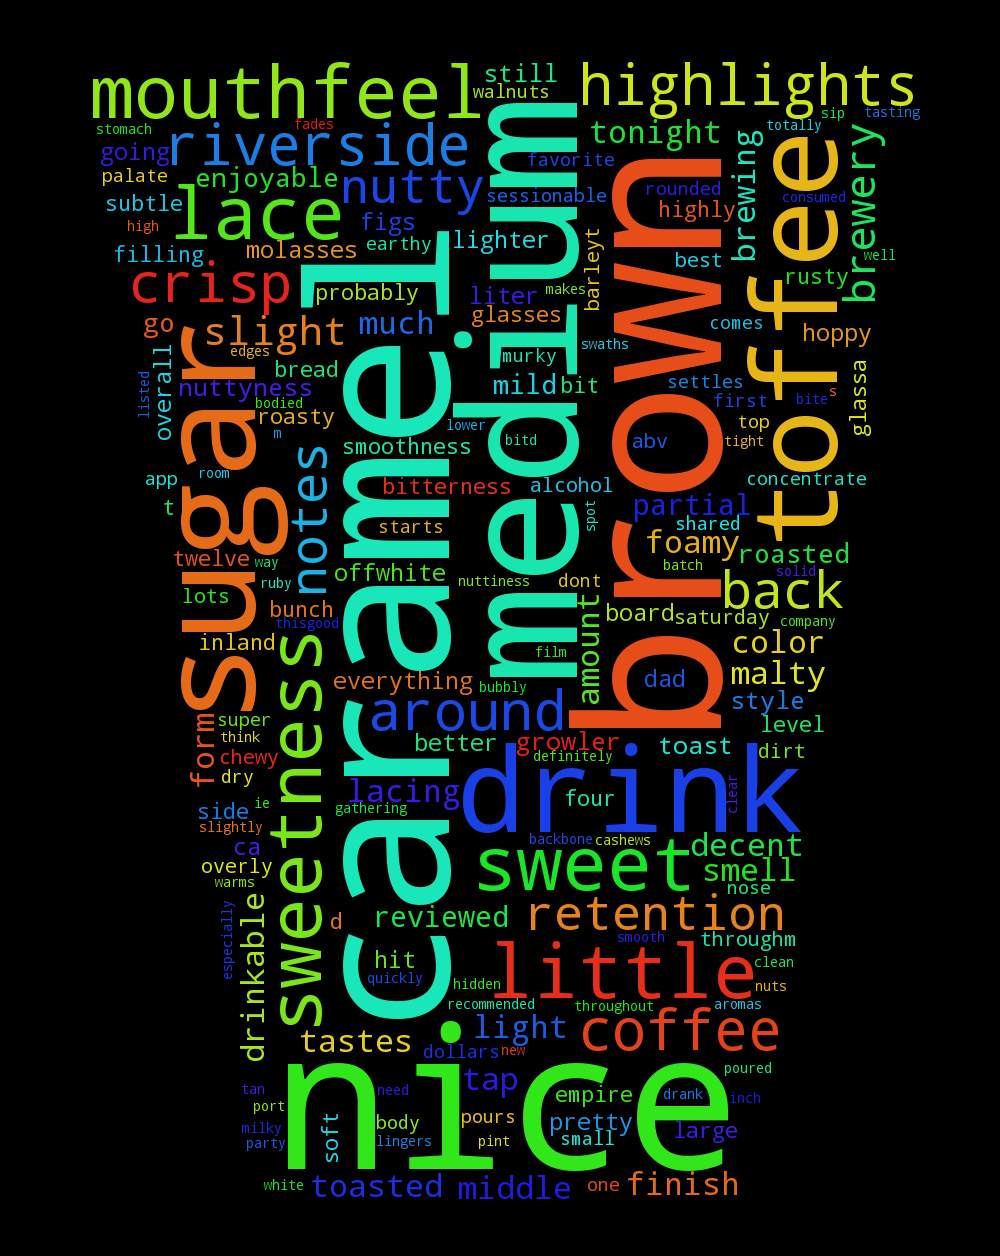 mouthfeel
still
walnuts
highlights
stomach
fades
sip
tasting
totally
going
riverside
tonight
palate
enjoyable
nutty
favorite
sessionable
rounded
consumed
subtle
lace
figs
highly
brewing
high
earthy
lighter
brewery
filling
molasses
best
well
crisp
probably
liter
makes
barleyt
rusty
go
slight
much
glasses
comes
hoppy
edges
bread
murky
swaths
listed
overall
nuttyness
bodied
mild
bit
settles
first
bite
s
glassa
roasty
m
lower
bitd
abv
top
tight
smoothness
app
room
bitterness
alcohol
concentrate
t
notes
starts
spot
partial
shared
sugar
caramel
medium
brown
toffee
twelve
way
foamy
roasted
ruby
offwhite
nuttiness
dont
batch
solid
lots
bunch
thisgood
amount
board
saturday
back
company
inland
film
color
everything
bubbly
dad
malty
form
super
sweetness
around
style
think
better
growler
toast
level
chewy
definitely
dirt
dry
lacing
drink
four
clear
side
ie
gathering
slightly
ca
backbone
cashews
decent
overly
sweet
smell
warms
nose
especially
drinkable
d
reviewed
retention
hit
smooth
throughm
quickly
hidden
little
clean
nuts
recommended
throughout
aromas
tastes
light
coffee
dollars
new
poured
tan
need
tap
nice
port
empire
drank
inch
milky
soft
body
pours
pretty
large
party
lingers
pint
small
white
toasted
middle
one
finish